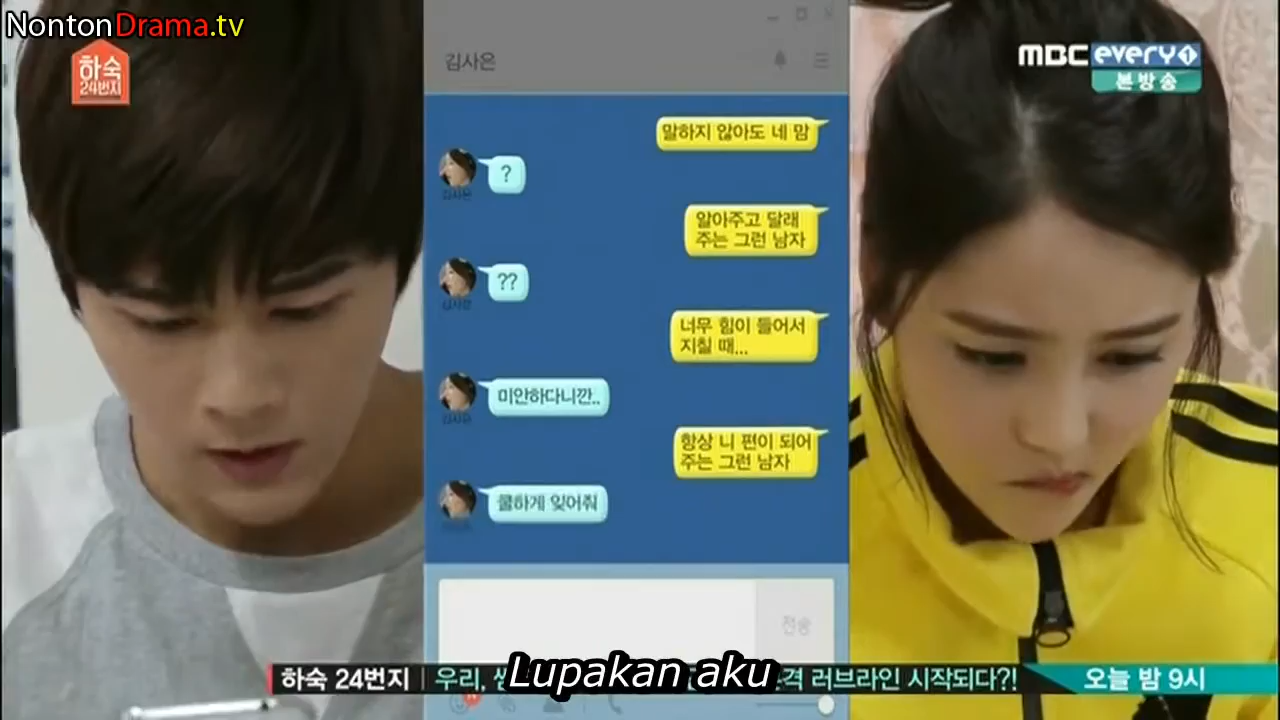 NontonDrama.tv
하숙
24번지
MBC every1
본방송
김사은
말하지 않아도 네 맘
?
알아주고 달래
주는 그런 남자
??
너무 힘이 들어서
지칠 때...
미안하다니깐..
항상 니 편이 되어
주는 그런 남자
쿨하게 잊어줘
전송
Lupakan aku
하숙 24번지 우리, 러브라인 시작되다?!
오늘 밤 9시